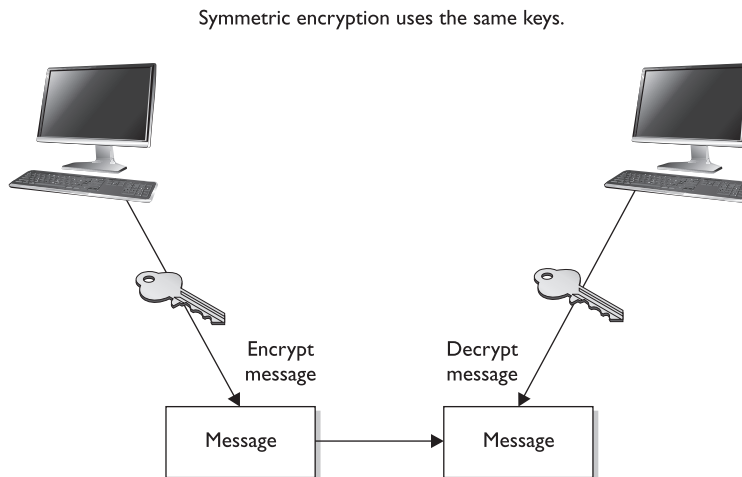 Symmetric encryption uses the same keys.
Encrypt
message
Decrypt
message
Message
Message